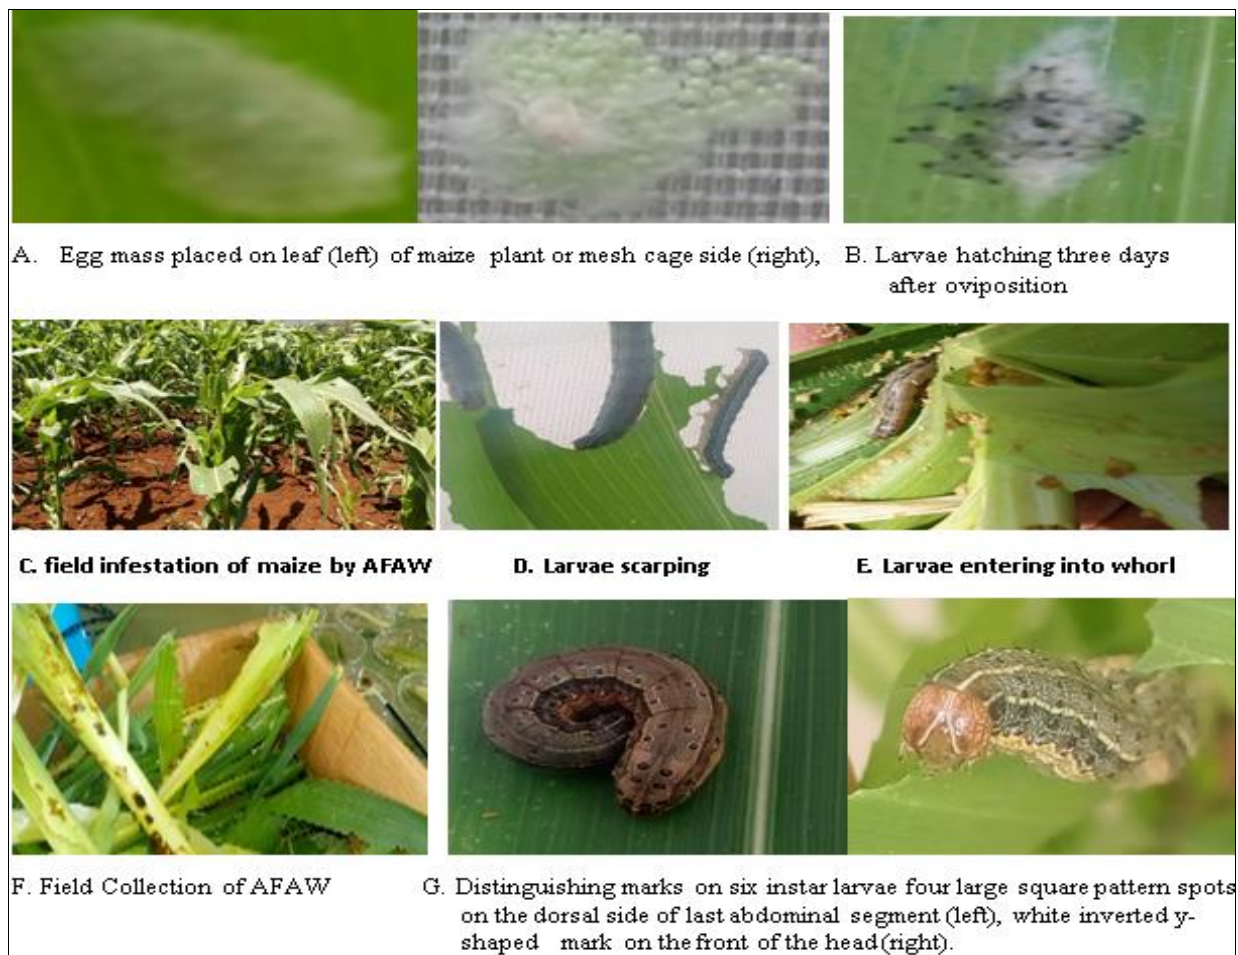 A. Egg mass placed on leaf (left) of maize plant or mesh cage side (right),
B. Larvae hatching three days
after oviposition
C. field infestation of maize by AFAW
D. Larvae scarping
E. Larvae entering into whorl
F. Field Collection of AFAW
G. Distinguishing marks on six instar larvae four large square pattern spots
on the dorsal side of last abdominal segment (left), white inverted y-
shaped mark on the front of the head (right).